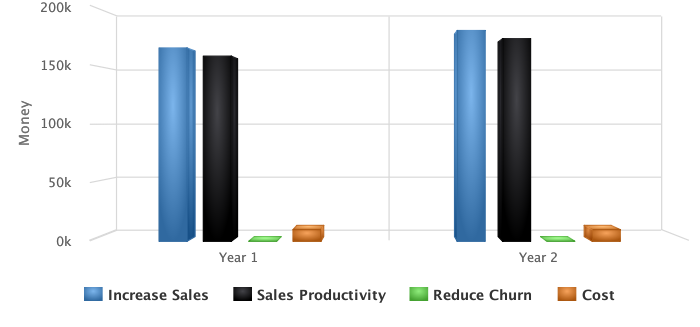 200k
150k
Money
100k
50k
0k
Year 1 Year 2
Increase Sales Sales Productivity Reduce Churn Cost